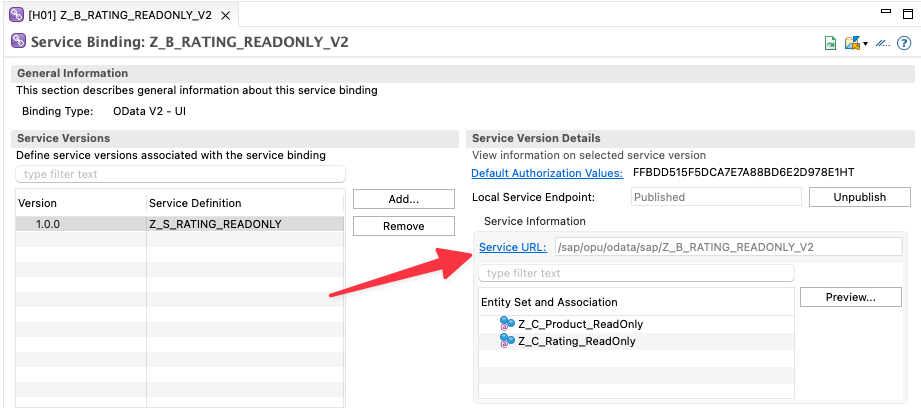 [H01] Z_B_RATING_READONLY_V2
Service Binding: Z_B_RATING_READONLY_V2
General Information
This section describes general information about this service binding
Binding Type: OData V2 - UI
Service Versions
Define service versions associated with the service binding
type filter text
Version Service Definition
1.0.0 Z_S_RATING_READONLY
Add...
Remove
Service Version Details
View information on selected service version
Default Authorization Values: FFBDD515F5DCA7E7A88BD6E2D978E1HT
Local Service Endpoint: Published Unpublish
Service Information
Service URL: /sap/opu/odata/sap/Z_B_RATING_READONLY_V2
type filter text
Entity Set and Association
Preview...
Z_C_Product_ReadOnly
Z_C_Rating_ReadOnly